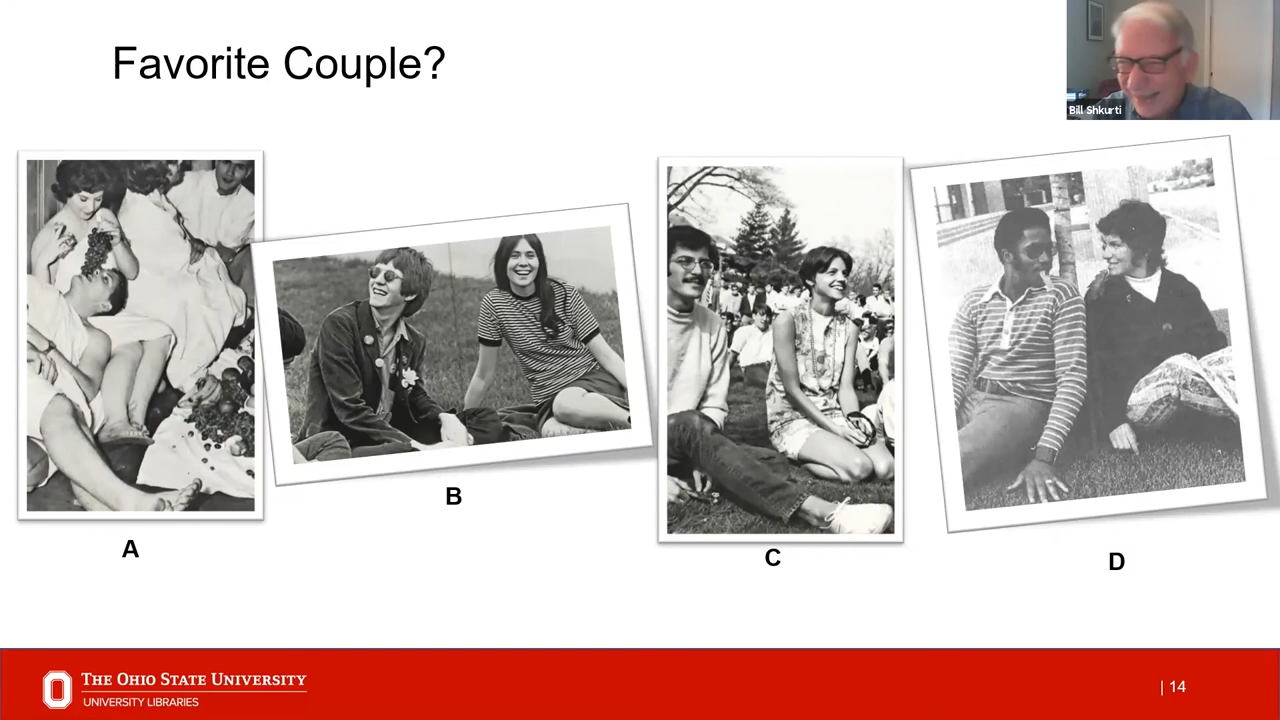 Favorite Couple?
Bill Shkurti
A
B
C
D
THE OHIO STATE UNIVERSITY
UNIVERSITY LIBRARIES
| 14